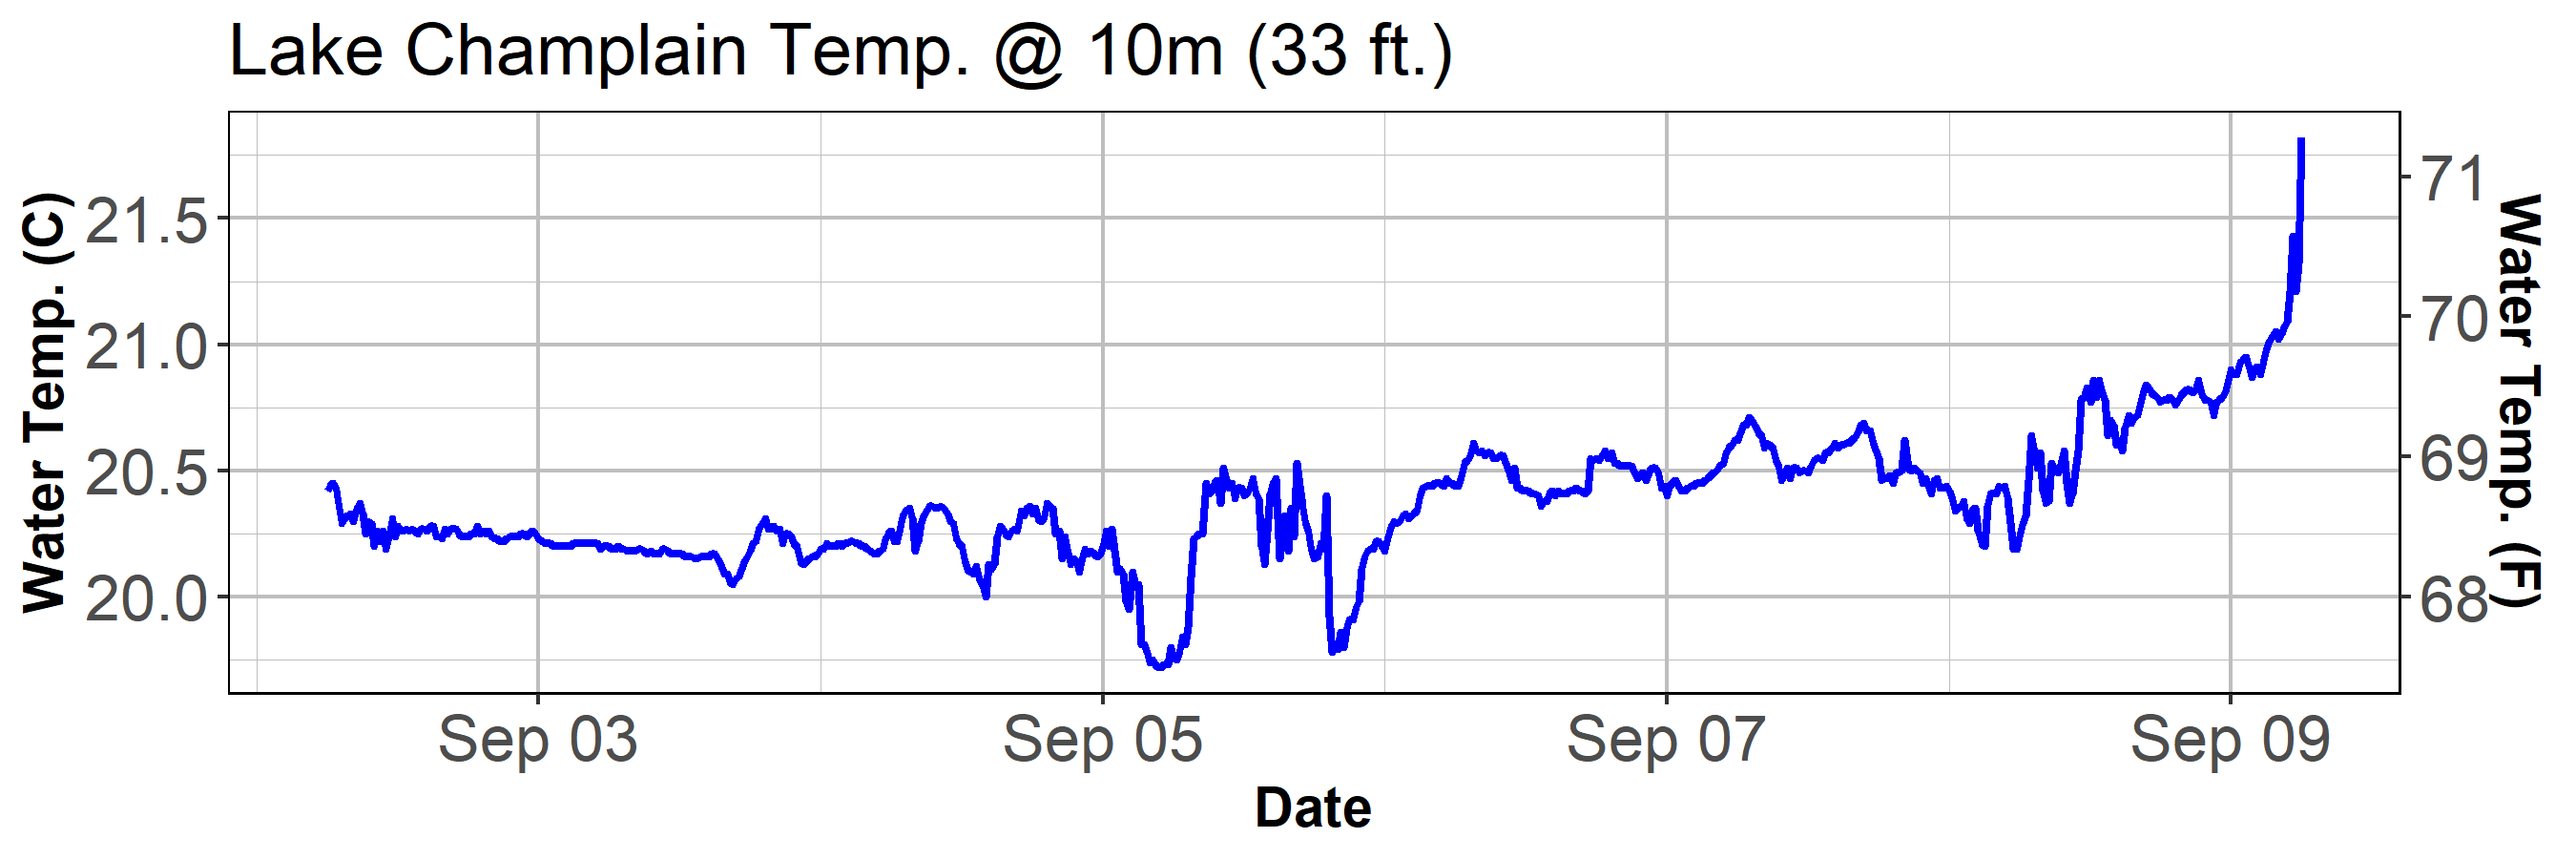 Lake Champlain Temp. @ 10m (33 ft.)
Water Temp. (C)
21.5
21.0
20.5
20.0
71
70
69
68
Water Temp. (F)
Sep 03
Sep 05
Sep 07
Sep 09
Date